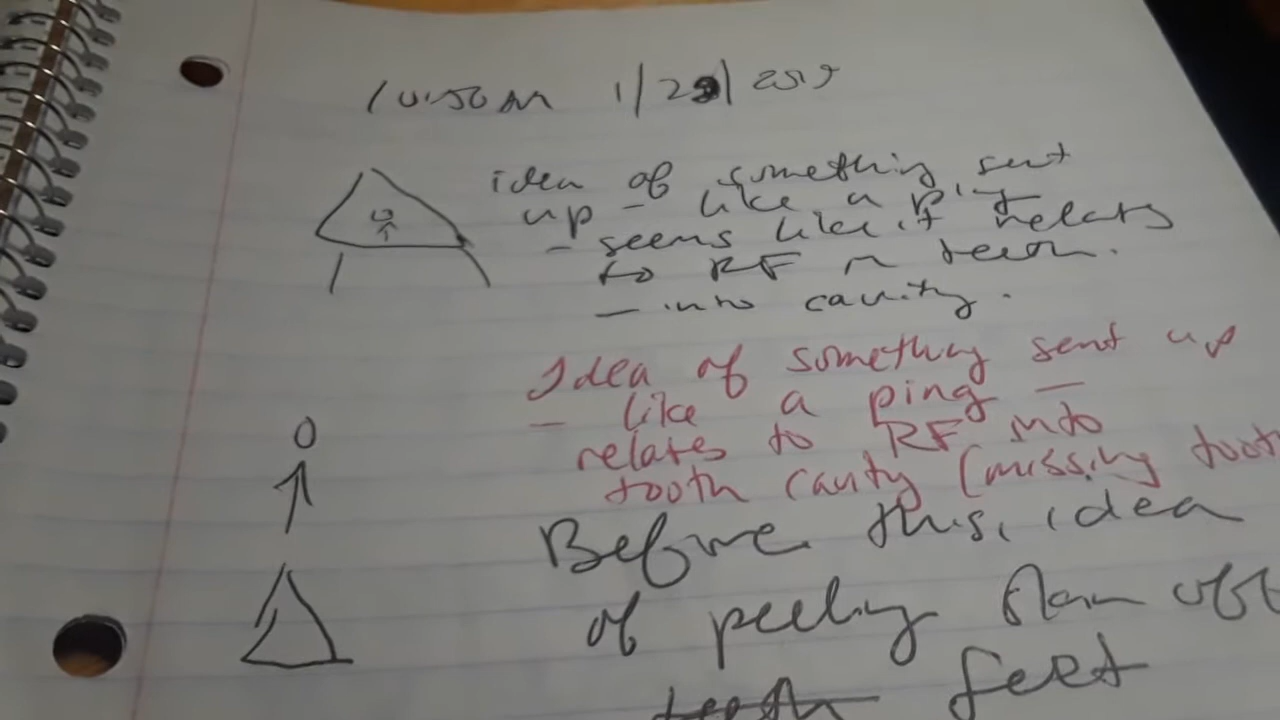 10:50AM 1/29/2019
idea of something sent
up - like a ping
- seems like it relates
to RF
- into cavity.
Idea of something sent up
- like a ping -
relates to RF into
tooth cavity (missing tooth
Before this, idea
of peeling off
teeth feet